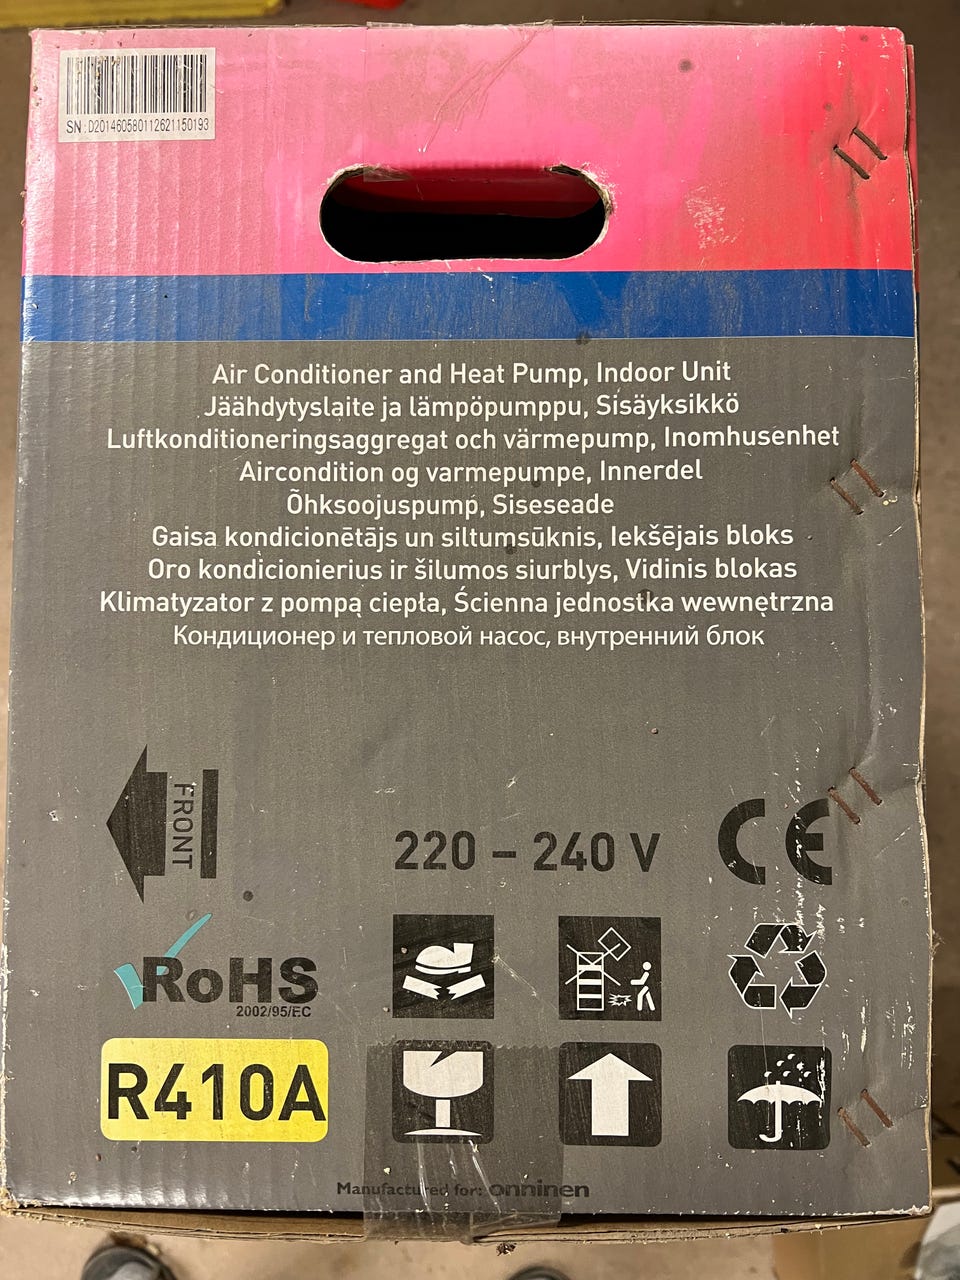 SN:D201460580112621150193
Air Conditioner and Heat Pump, Indoor Unit
Jäähdytyslaite ja lämpöpumppu, Sisäyksikkö
Luftkonditioneringsaggregat och värmepump, Inomhusenhet
Aircondition og varmepumpe, Innerdel
Õhksoojuspump, Siseseade
Gaisa kondicionētājs un siltumsūknis, Iekšējais bloks
Oro kondicionierius ir šilumos siurblys, Vidinis blokas
Klimatyzator z pompą ciepła, Ścienna jednostka wewnętrzna
Кондиционер и тепловой насос, внутренний блок
FRONT
220 – 240 V
CE
RoHS
2002/95/EC
R410A
Manufactured for: onninen